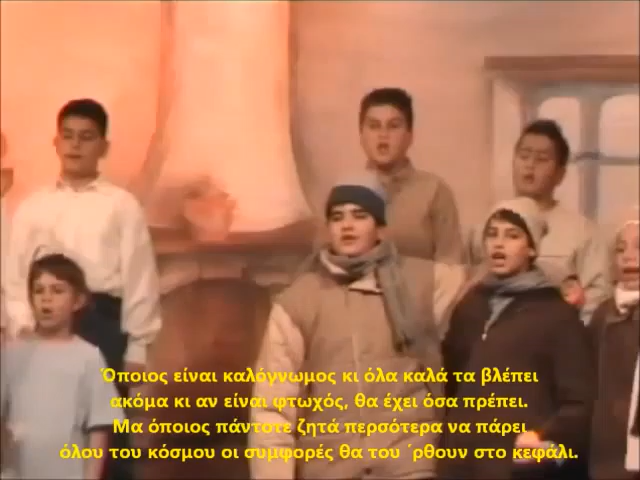 Όποιος είναι καλόγνωμος κι όλα καλά τα βλέπει
ακόμα κι αν είναι φτωχός, θα έχει όσα πρέπει.
Μα όποιος πάντοτε ζητά περσότερα να πάρει
όλου του κόσμου οι συμφορές θα του ΄ρθουν στο κεφάλι.